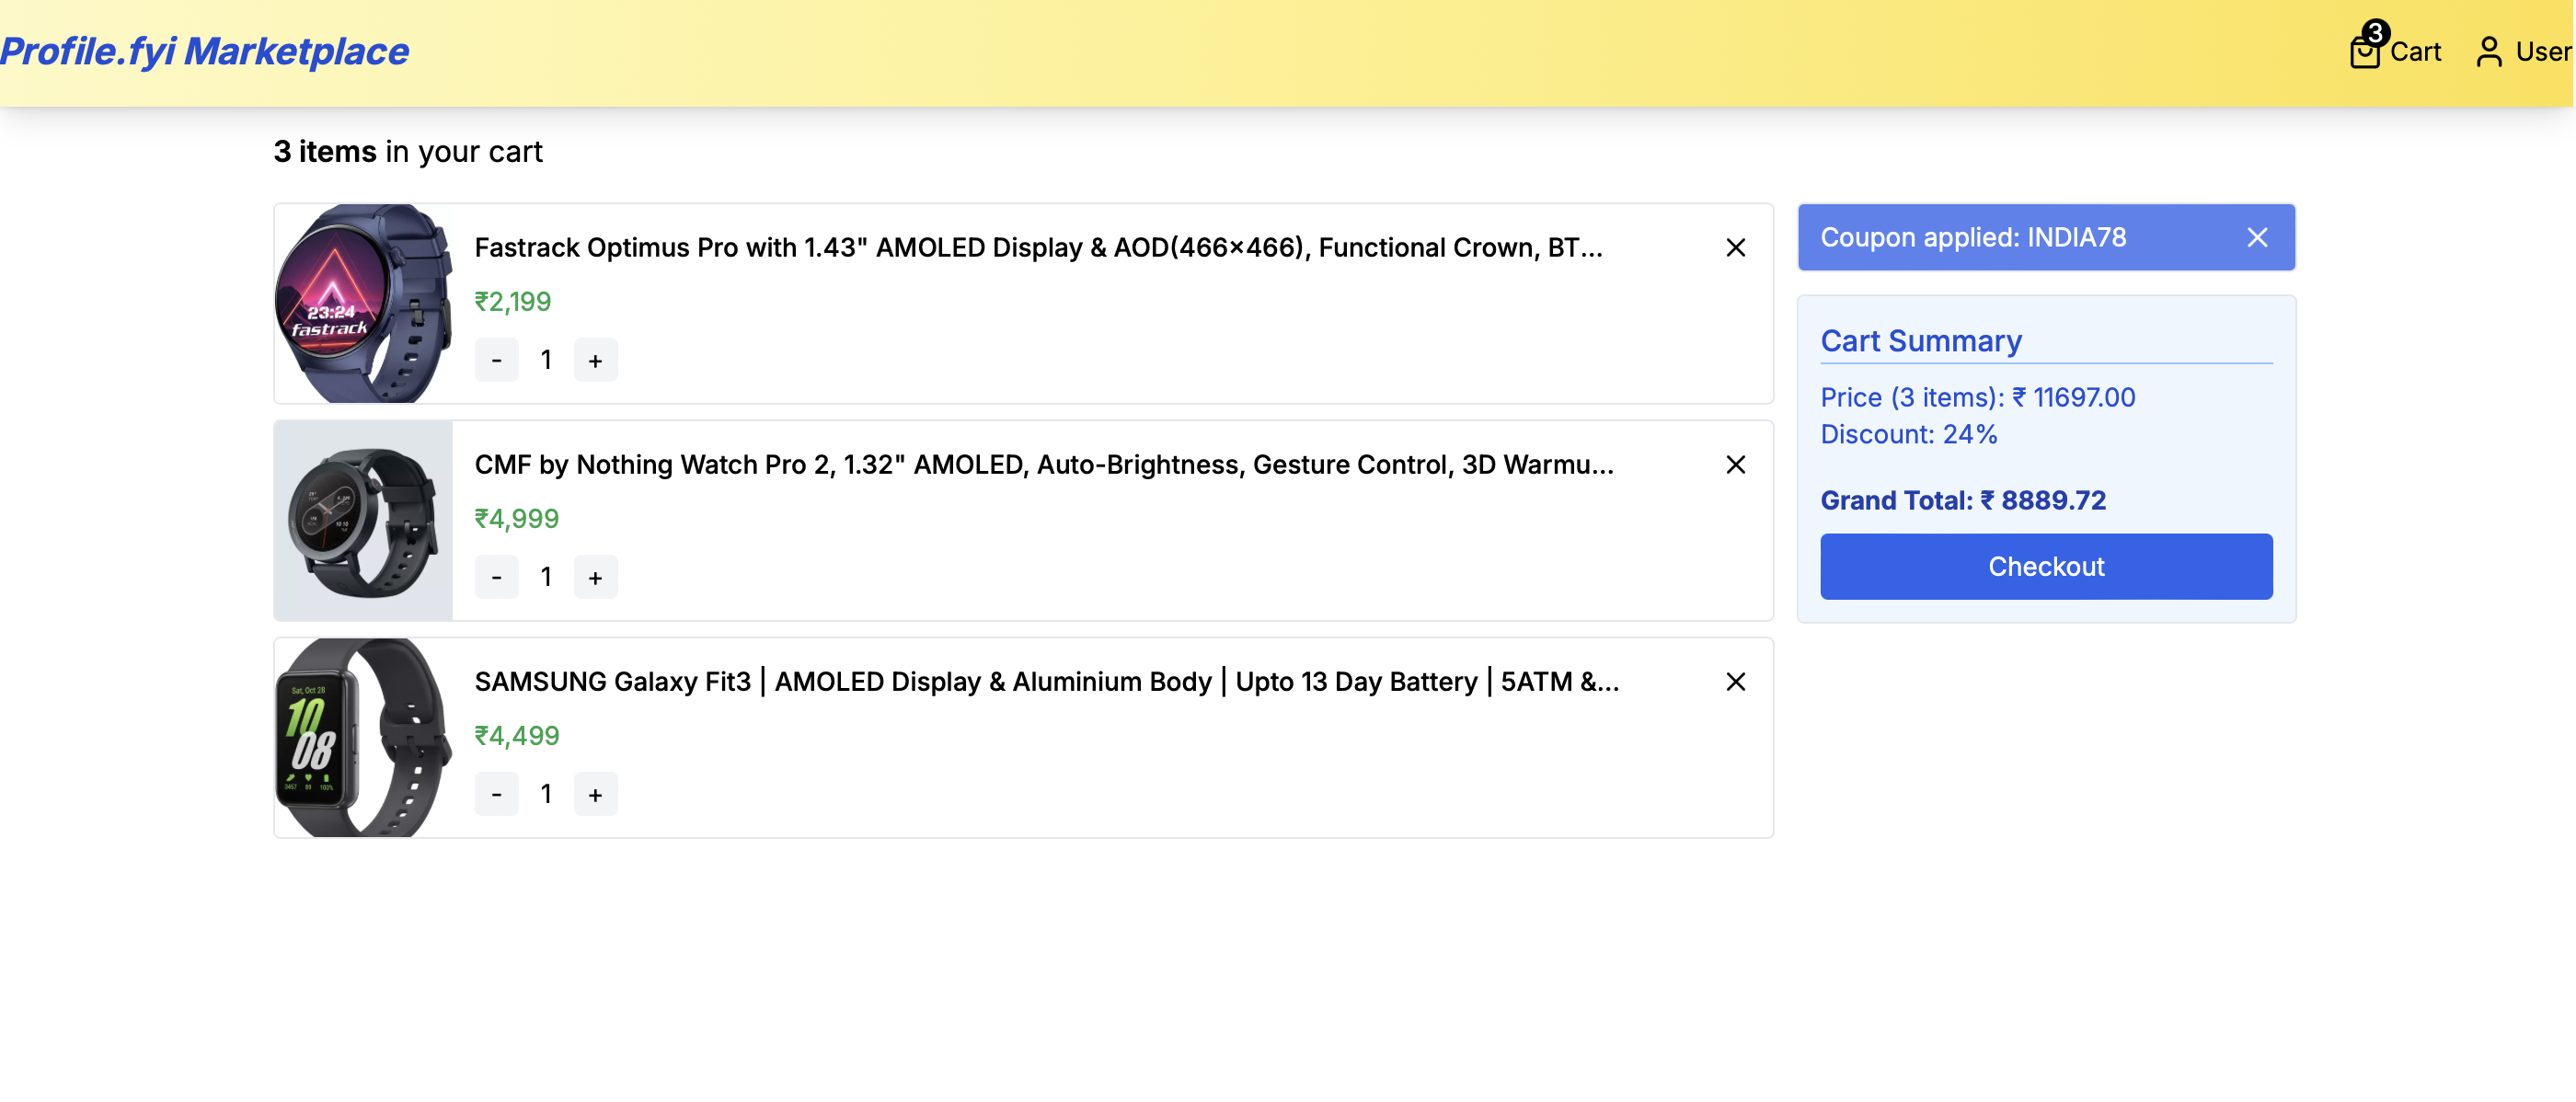 Profile.fyi Marketplace
3
Cart
User
3 items in your cart
Fastrack Optimus Pro with 1.43" AMOLED Display & AOD(466×466), Functional Crown, BT...
₹2,199
- 1 +
23:24
fastrack
CMF by Nothing Watch Pro 2, 1.32" AMOLED, Auto-Brightness, Gesture Control, 3D Warmu...
₹4,999
- 1 +
SAMSUNG Galaxy Fit3 | AMOLED Display & Aluminium Body | Upto 13 Day Battery | 5ATM &...
₹4,499
- 1 +
Sat, Oct 28
10
08
100%
Coupon applied: INDIA78
Cart Summary
Price (3 items): ₹ 11697.00
Discount: 24%
Grand Total: ₹ 8889.72
Checkout